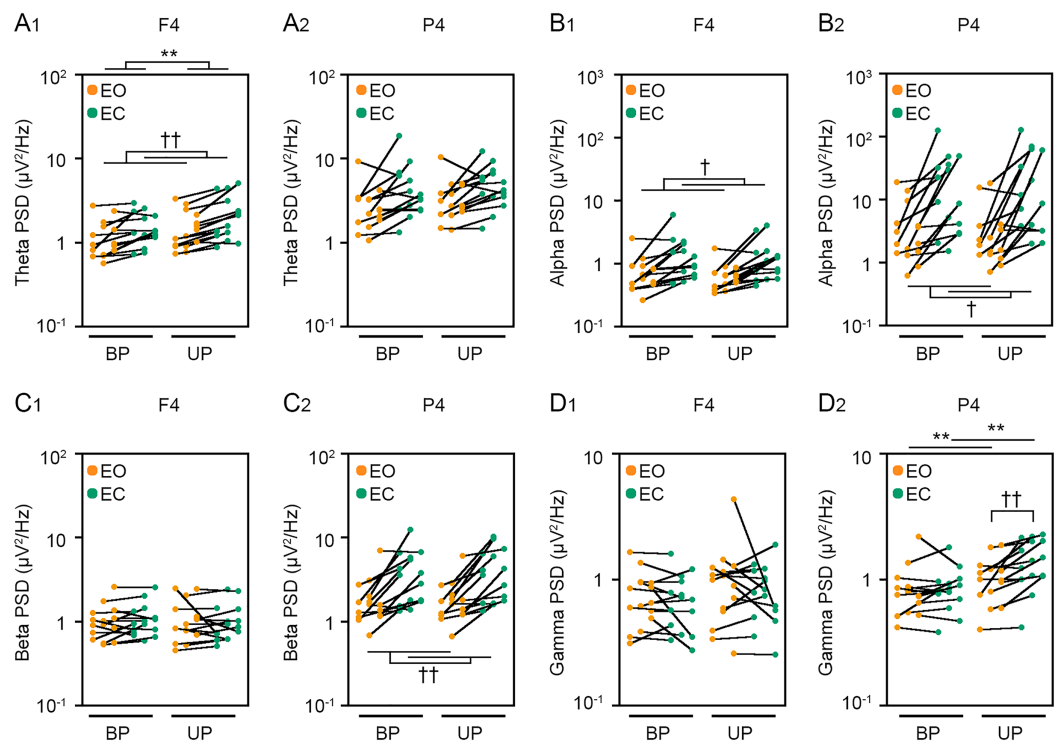 A1 F4
**
Theta PSD (μV²/Hz)
10²
10
1
10⁻¹
EO
EC
††
BP UP
A2 P4
Theta PSD (μV²/Hz)
10²
10
1
10⁻¹
EO
EC
BP UP
B1 F4
Alpha PSD (μV²/Hz)
10³
10²
10
1
10⁻¹
EO
EC
†
BP UP
B2 P4
Alpha PSD (μV²/Hz)
10³
10²
10
1
10⁻¹
EO
EC
†
BP UP
C1 F4
Beta PSD (μV²/Hz)
10²
10
1
10⁻¹
EO
EC
BP UP
C2 P4
Beta PSD (μV²/Hz)
10²
10
1
10⁻¹
EO
EC
††
BP UP
D1 F4
Gamma PSD (μV²/Hz)
10
1
10⁻¹
EO
EC
BP UP
D2 P4
** **
Gamma PSD (μV²/Hz)
10
1
10⁻¹
EO
EC
††
BP UP